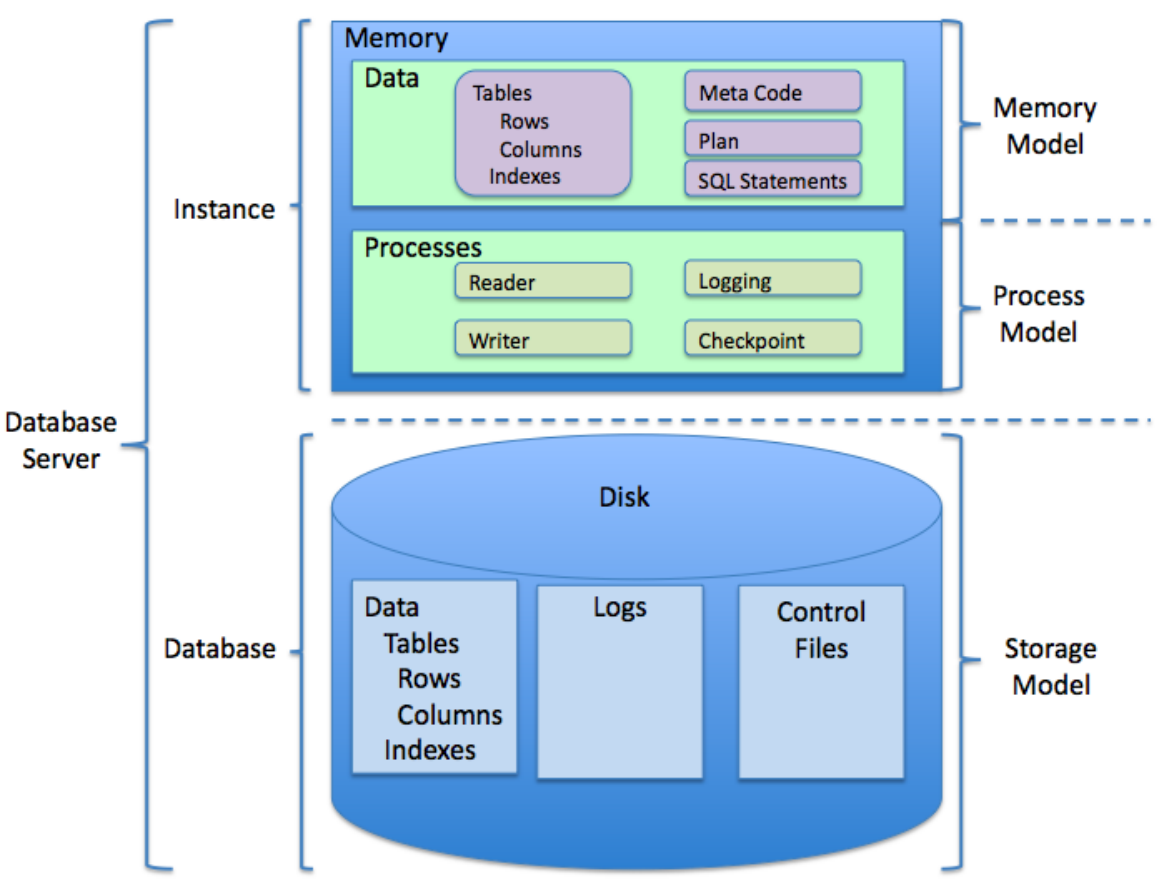 Memory
Data
Tables
Rows
Columns
Indexes
Meta Code
Plan
SQL Statements
Memory
Model
Instance
Processes
Reader
Writer
Logging
Checkpoint
Process
Model
Database
Server
Disk
Data
Tables
Rows
Columns
Indexes
Logs
Control
Files
Database
Storage
Model